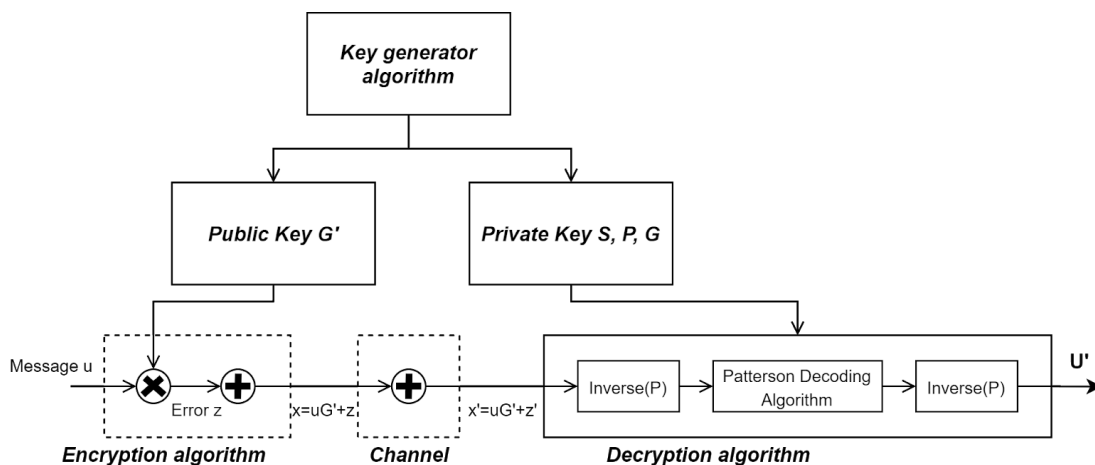 Key generator
algorithm
Public Key G'
Private Key S, P, G
Message u
Error z
x=uG'+z
x'=uG'+z'
Inverse(P)
Patterson Decoding
Algorithm
Inverse(P)
U'
Encryption algorithm
Channel
Decryption algorithm